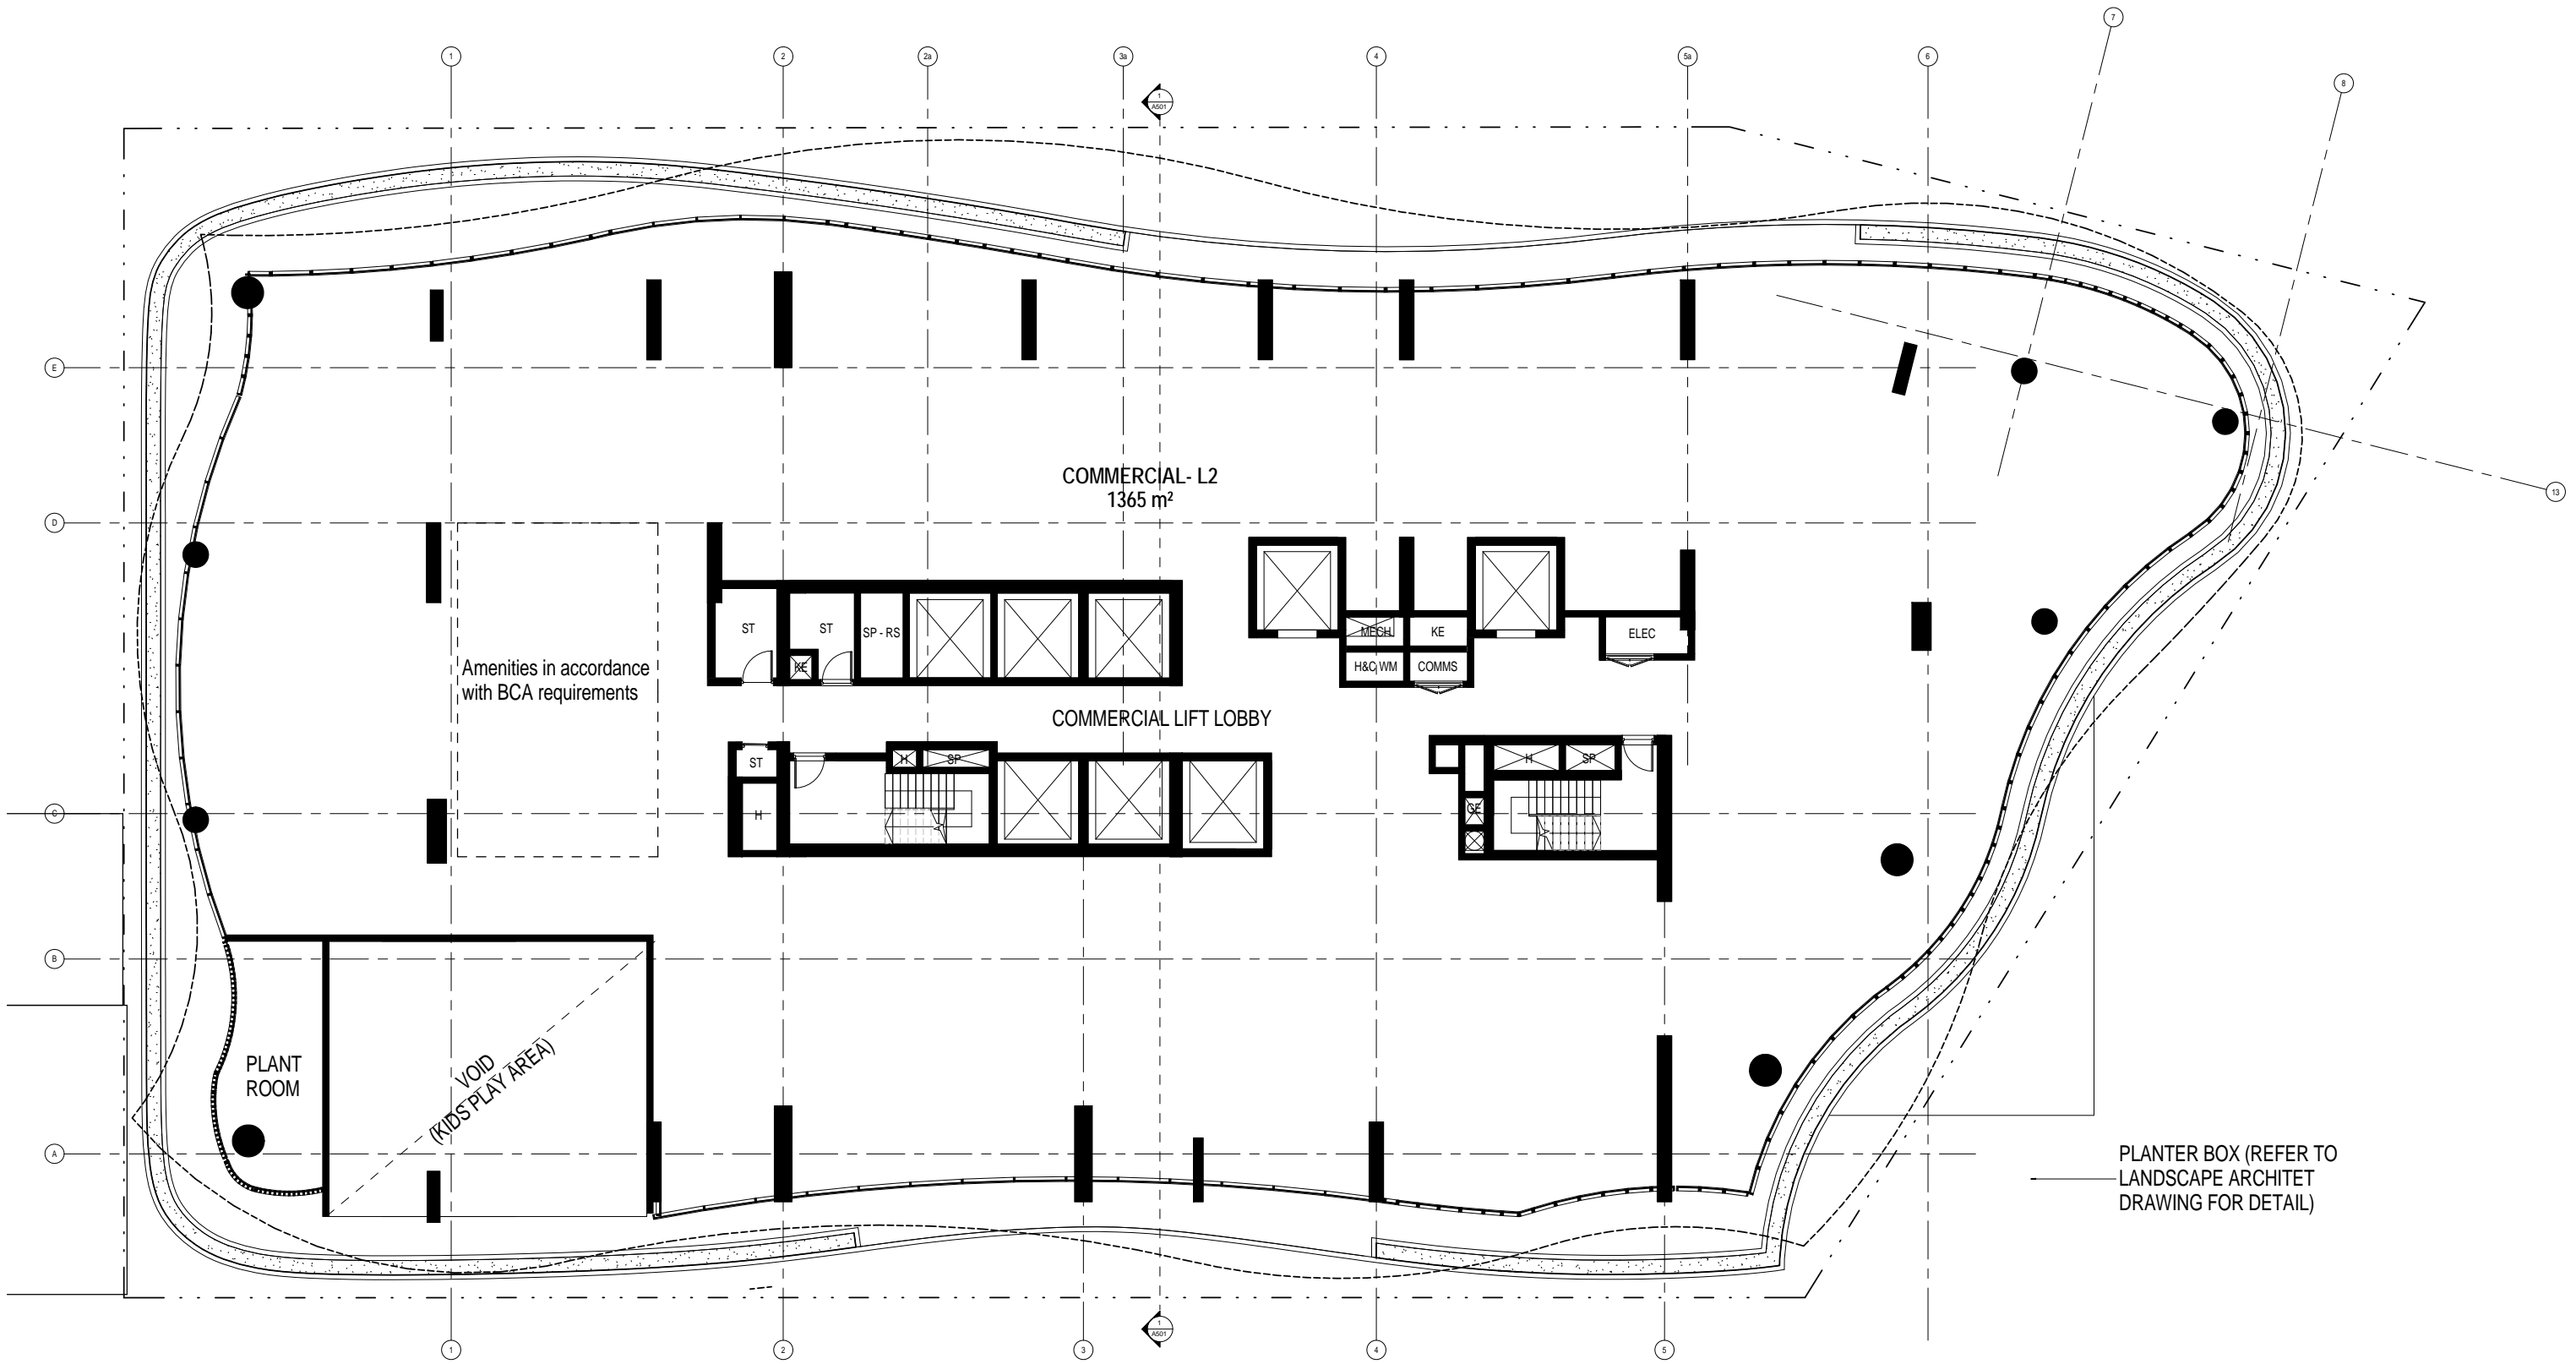 7
1
2
2a
3a
4
5a
6
8
1
A501
E
COMMERCIAL- L2
1365 m²
13
D
ST
ST
SP - RS
MECH
KE
ELEC
KE
H&C WM
COMMS
Amenities in accordance
with BCA requirements
COMMERCIAL LIFT LOBBY
ST
H
SP
H
SP
C
H
GE
B
PLANT
ROOM
VOID
(KIDS PLAY AREA)
A
PLANTER BOX (REFER TO
LANDSCAPE ARCHITET
DRAWING FOR DETAIL)
1
A501
1
2
3
4
5